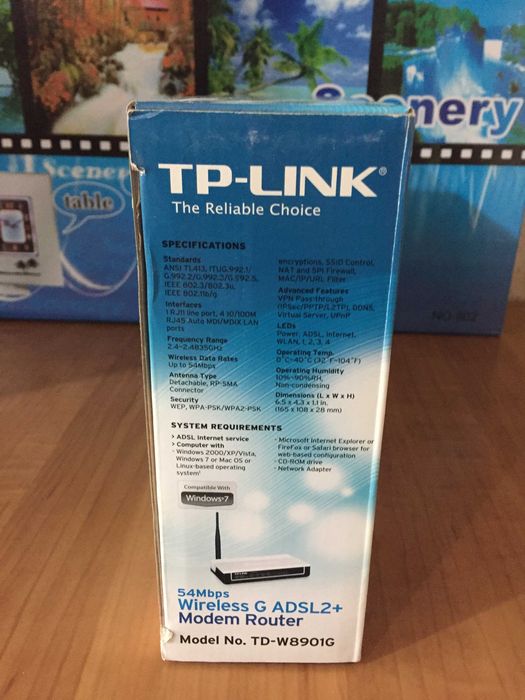 Scenery
Scenery
table
NO-802
TP-LINK®
The Reliable Choice
SPECIFICATIONS
Standards
ANSI T1.413, ITUG.992.1/
G.992.2/G.992.3/G.992.5,
IEEE 802.3/802.3u,
IEEE 802.11b/g
Interfaces
1 RJ11 line port, 4 10/100M
RJ45 Auto MDI/MDIX LAN
ports
Frequency Range
2.4-2.4835GHz
Wireless Data Rates
Up to 54Mbps
Antenna Type
Detachable, RP-SMA
Connector
Security
WEP, WPA-PSK/WPA2-PSK
encryptions, SSID Control,
NAT and SPI Firewall,
MAC/IP/URL Filter
Advanced Features
VPN Pass-through
(IPSec/PPTP/L2TP), DDNS,
Virtual Server, UPnP
LEDs
Power, ADSL, Internet,
WLAN, 1, 2, 3, 4
Operating Temp.
0°C~40°C (32°F~104°F)
Operating Humidity
10%~90%RH,
Non-condensing
Dimensions (L x W x H)
6.5 x 4.3 x 1.1 in.
(165 x 108 x 28 mm)
SYSTEM REQUIREMENTS
> ADSL Internet service
> Computer with
- Windows 2000/XP/Vista,
Windows 7 or Mac OS or
Linux-based operating
system
- Microsoft Internet Explorer or
FireFox or Safari browser for
web-based configuration
- CD-ROM drive
- Network Adapter
Compatible With
Windows 7
TP-LINK
54Mbps
Wireless G ADSL2+
Modem Router
Model No. TD-W8901G